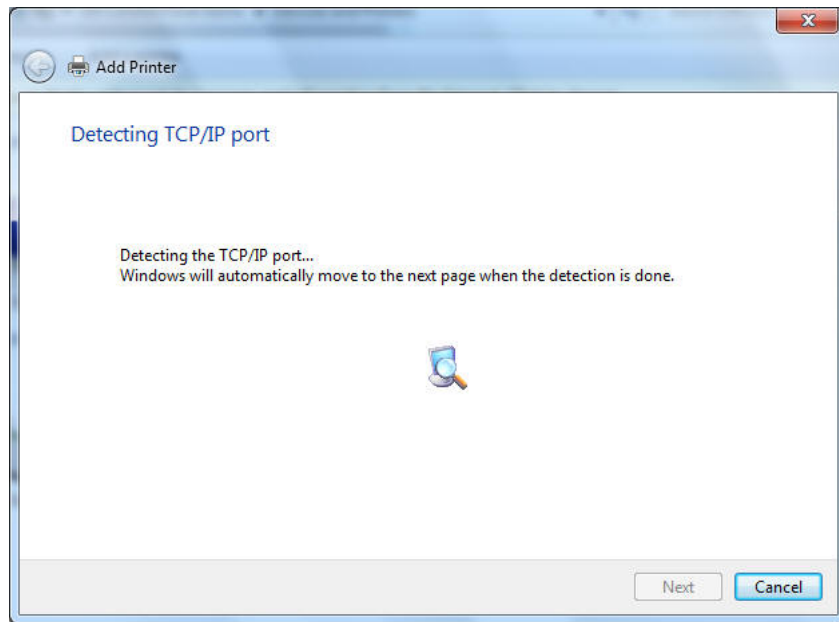 Add Printer
Detecting TCP/IP port
Detecting the TCP/IP port...
Windows will automatically move to the next page when the detection is done.
Next
Cancel